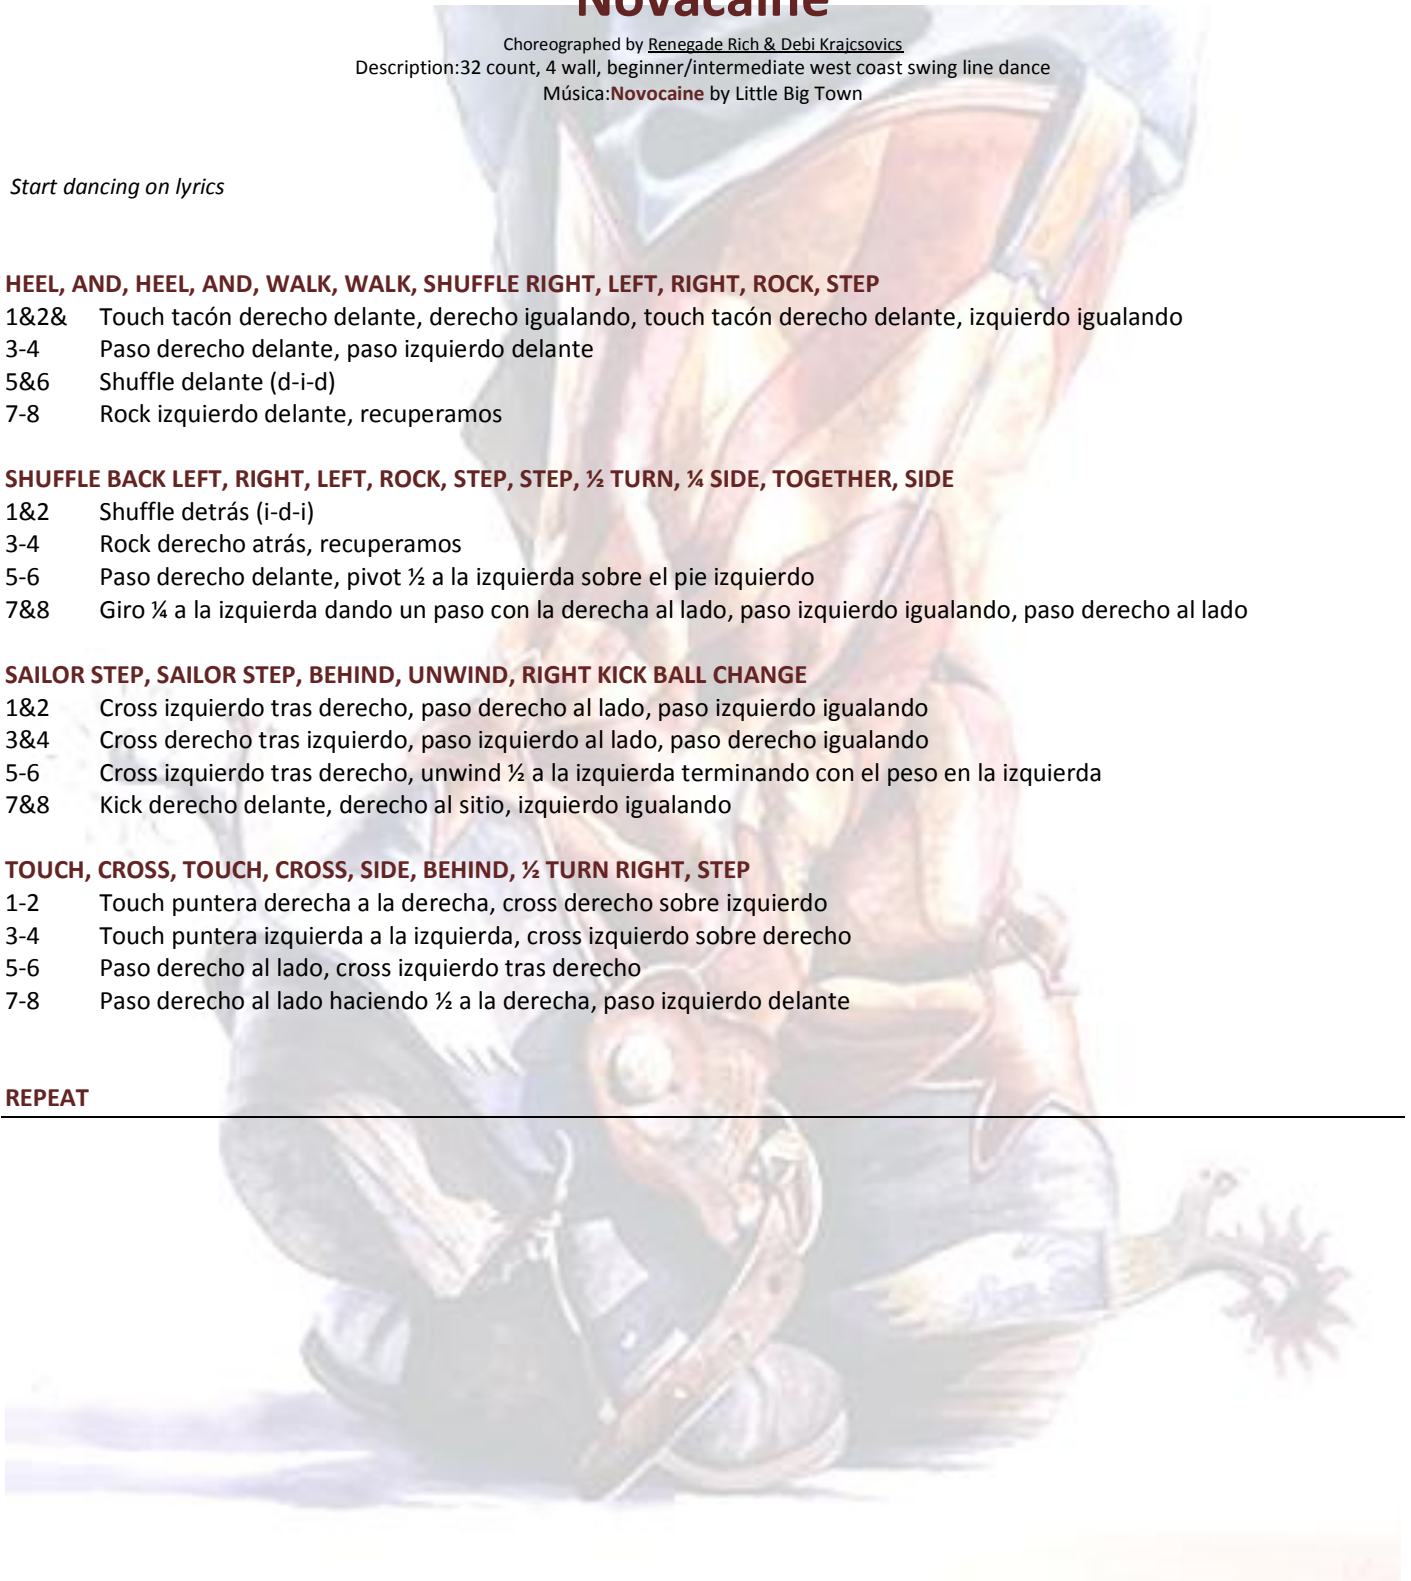 Novacaine
Choreographed by Renegade Rich & Debi Krajcsovics
Description:32 count, 4 wall, beginner/intermediate west coast swing line dance
Música:Novocaine by Little Big Town
Start dancing on lyrics
HEEL, AND, HEEL, AND, WALK, WALK, SHUFFLE RIGHT, LEFT, RIGHT, ROCK, STEP
1&2& Touch tacón derecho delante, derecho igualando, touch tacón derecho delante, izquierdo igualando
3-4 Paso derecho delante, paso izquierdo delante
5&6 Shuffle delante (d-i-d)
7-8 Rock izquierdo delante, recuperamos
SHUFFLE BACK LEFT, RIGHT, LEFT, ROCK, STEP, STEP, ½ TURN, ¼ SIDE, TOGETHER, SIDE
1&2 Shuffle detrás (i-d-i)
3-4 Rock derecho atrás, recuperamos
5-6 Paso derecho delante, pivot ½ a la izquierda sobre el pie izquierdo
7&8 Giro ¼ a la izquierda dando un paso con la derecha al lado, paso izquierdo igualando, paso derecho al lado
SAILOR STEP, SAILOR STEP, BEHIND, UNWIND, RIGHT KICK BALL CHANGE
1&2 Cross izquierdo tras derecho, paso derecho al lado, paso izquierdo igualando
3&4 Cross derecho tras izquierdo, paso izquierdo al lado, paso derecho igualando
5-6 Cross izquierdo tras derecho, unwind ½ a la izquierda terminando con el peso en la izquierda
7&8 Kick derecho delante, derecho al sitio, izquierdo igualando
TOUCH, CROSS, TOUCH, CROSS, SIDE, BEHIND, ½ TURN RIGHT, STEP
1-2 Touch puntera derecha a la derecha, cross derecho sobre izquierdo
3-4 Touch puntera izquierda a la izquierda, cross izquierdo sobre derecho
5-6 Paso derecho al lado, cross izquierdo tras derecho
7-8 Paso derecho al lado haciendo ½ a la derecha, paso izquierdo delante
REPEAT